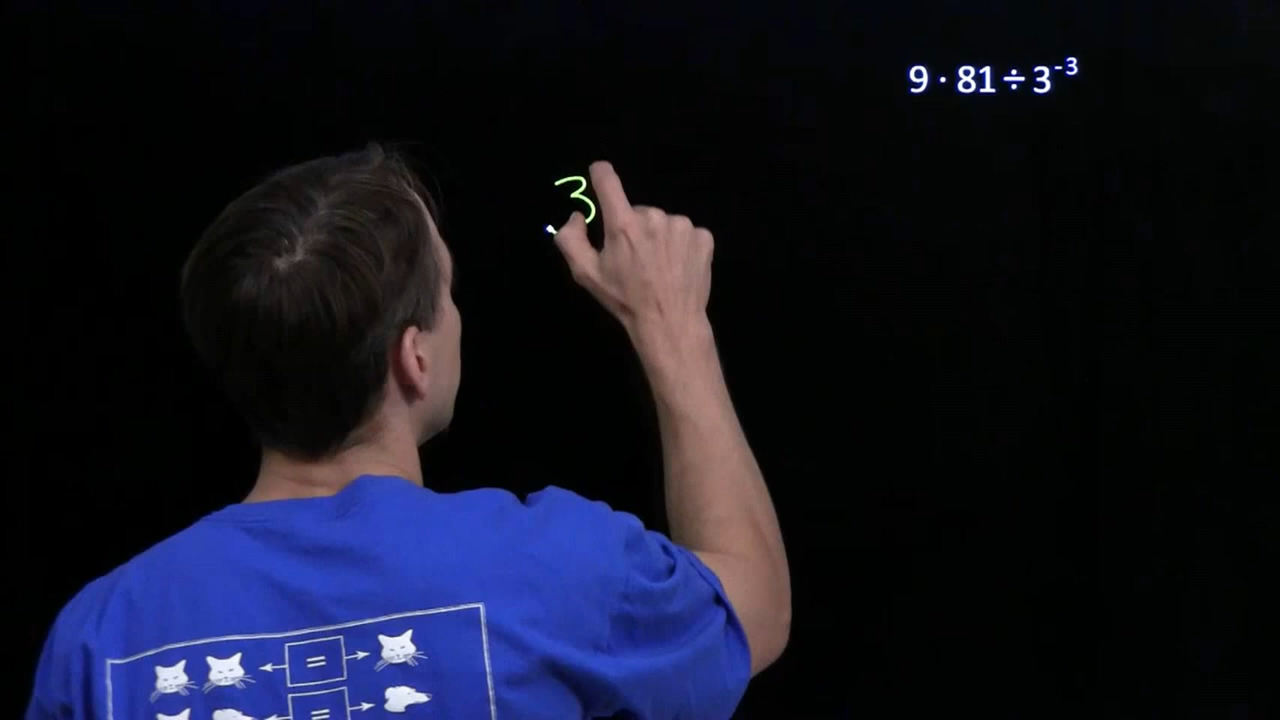 9 · 81 ÷ 3⁻³
3
=
=